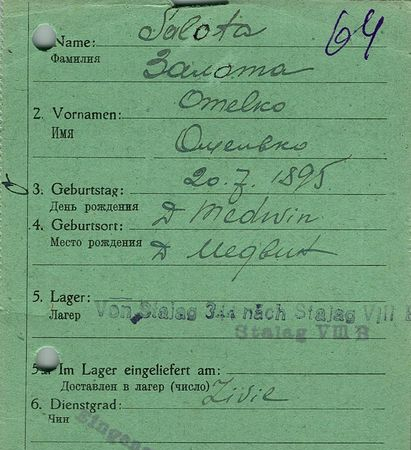 64
Name: Salota
Фамилия Залота
2. Vornamen: Omelko
Имя Омелько
3. Geburtstag: 20.7.1895
День рождения
4. Geburtsort: D Medwin
Место рождения Д Медвин
5. Lager: Von Stalag 344 nach Stalag VIII B
Лагер Stalag VIII B
5a Im Lager eingeliefert am:
Доставлен в лагер (число)
6. Dienstgrad: Zivil
Чин